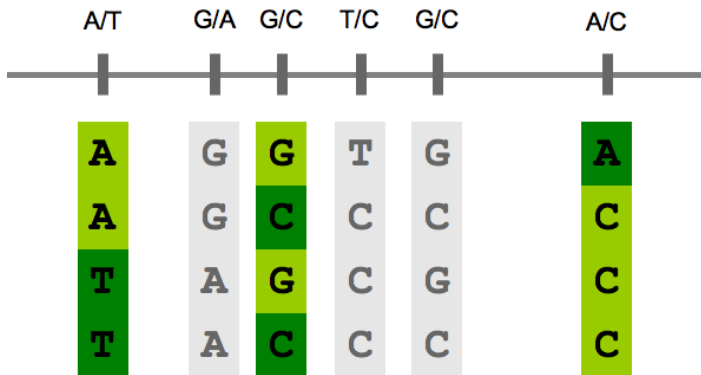 A/T G/A G/C T/C G/C A/C
A G G T G A
A G C C C C
T A G C G C
T A C C C C